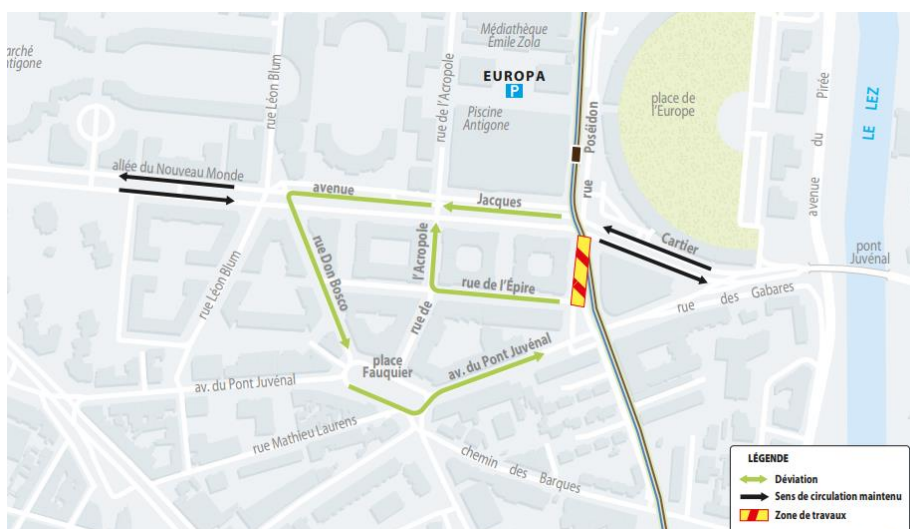 Médiathèque
Émile Zola
EUROPA
P
Piscine
Antigone
rue Léon Blum
rue de l'Acropole
rue Poséidon
place de
l'Europe
avenue du Pirée
LE LEZ
allée du Nouveau Monde
avenue Jacques Cartier
pont
Juvénal
rue Don Bosco
rue Léon Blum
rue de l'Acropole
rue de l'Épire
rue des Gabares
place
Fauquier
av. du Pont Juvénal
av. du Pont Juvénal
rue Mathieu Laurens
chemin des Barques
LÉGENDE
Déviation
Sens de circulation maintenu
Zone de travaux